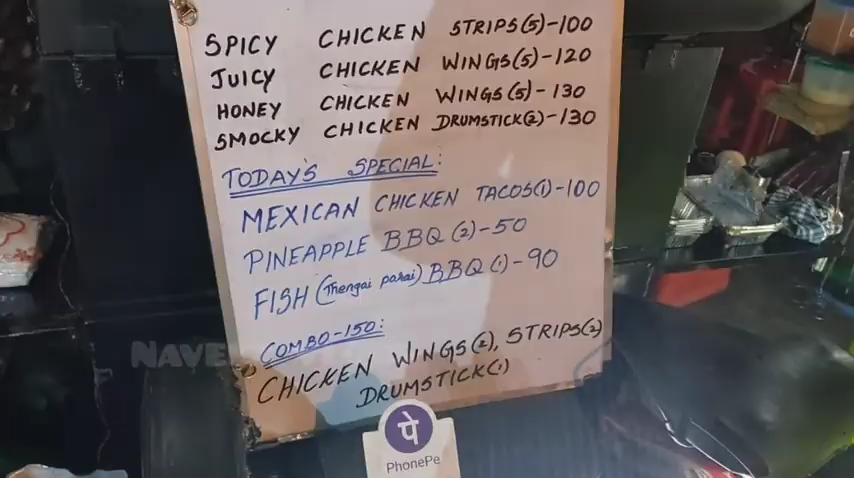 SPICY CHICKEN STRIPS(5)-100
JUICY CHICKEN WINGS(5)-120
HONEY CHICKEN WINGS(5)-130
SMOCKY CHICKEN DRUMSTICK(2)-130
TODAY'S SPECIAL:
MEXICAN CHICKEN TACOS(1)-100
PINEAPPLE BBQ (2)-50
FISH (Thengai parai) BBQ(1)-90
COMBO-150:
CHICKEN WINGS(2), STRIPS(2)
DRUMSTICK(1)
पे
PhonePe